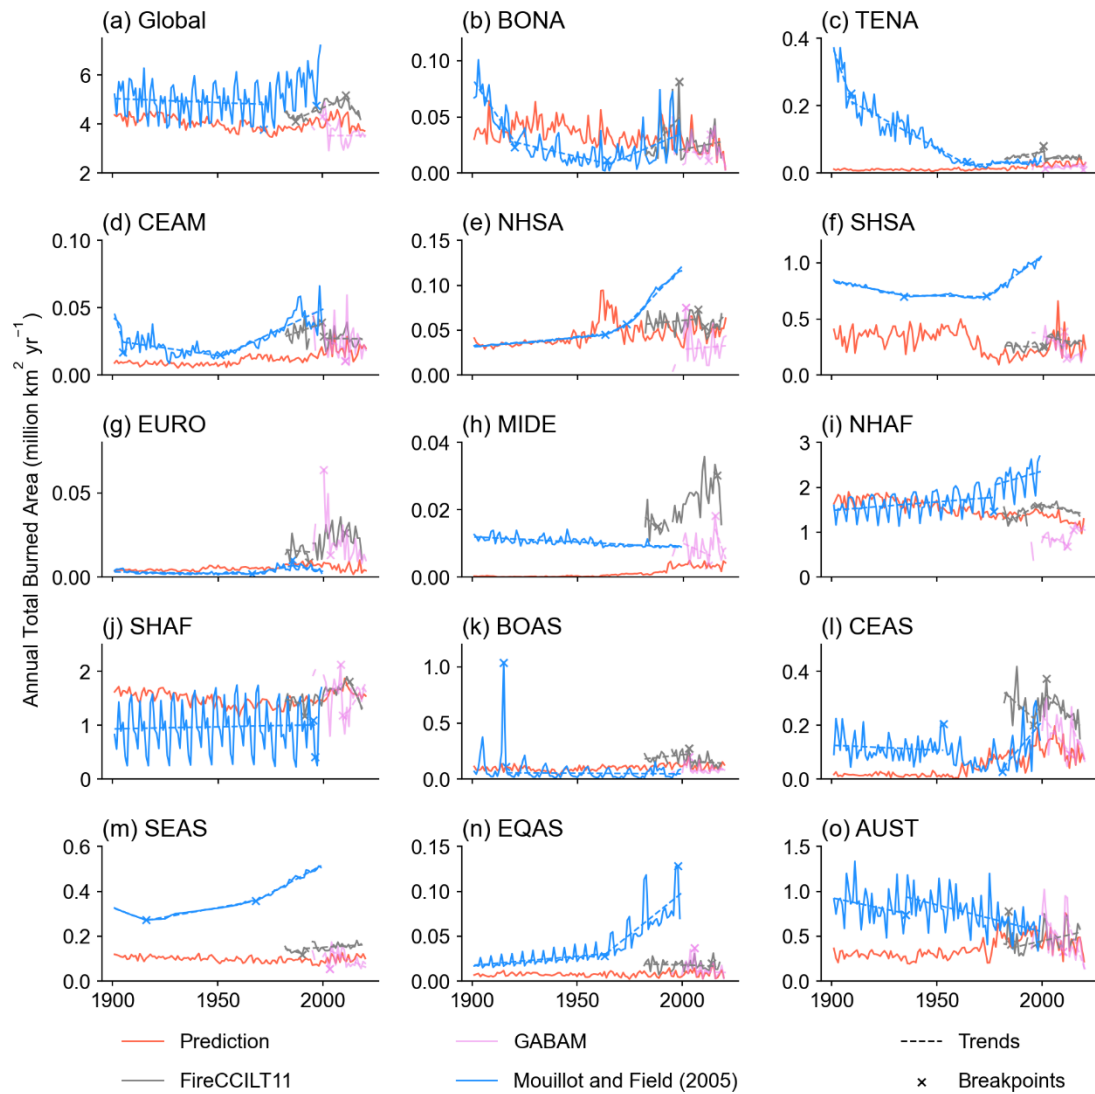 (a) Global
(b) BONA
(c) TENA
6
4
2
0.10
0.05
0.00
0.4
0.2
0.0
(d) CEAM
(e) NHSA
(f) SHSA
0.10
0.05
0.00
0.15
0.10
0.05
0.00
1.0
0.5
0.0
Annual Total Burned Area (million km² yr⁻¹)
(g) EURO
(h) MIDE
(i) NHAF
0.05
0.00
0.04
0.02
0.00
3
2
1
0
(j) SHAF
(k) BOAS
(l) CEAS
2
1
0
1.0
0.5
0.0
0.4
0.2
0.0
(m) SEAS
(n) EQAS
(o) AUST
0.6
0.4
0.2
0.0
0.15
0.10
0.05
0.00
1.5
1.0
0.5
0.0
1900 1950 2000
1900 1950 2000
1900 1950 2000
Prediction
GABAM
Trends
FireCCILT11
Mouillot and Field (2005)
Breakpoints